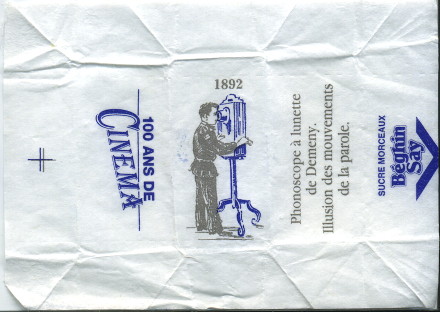 100 ANS DE
CINEMA
1892
Phonoscope à lunette
de Demeny.
Illusion des mouvements
de la parole.
SUCRE MORCEAUX
Béghin
Say